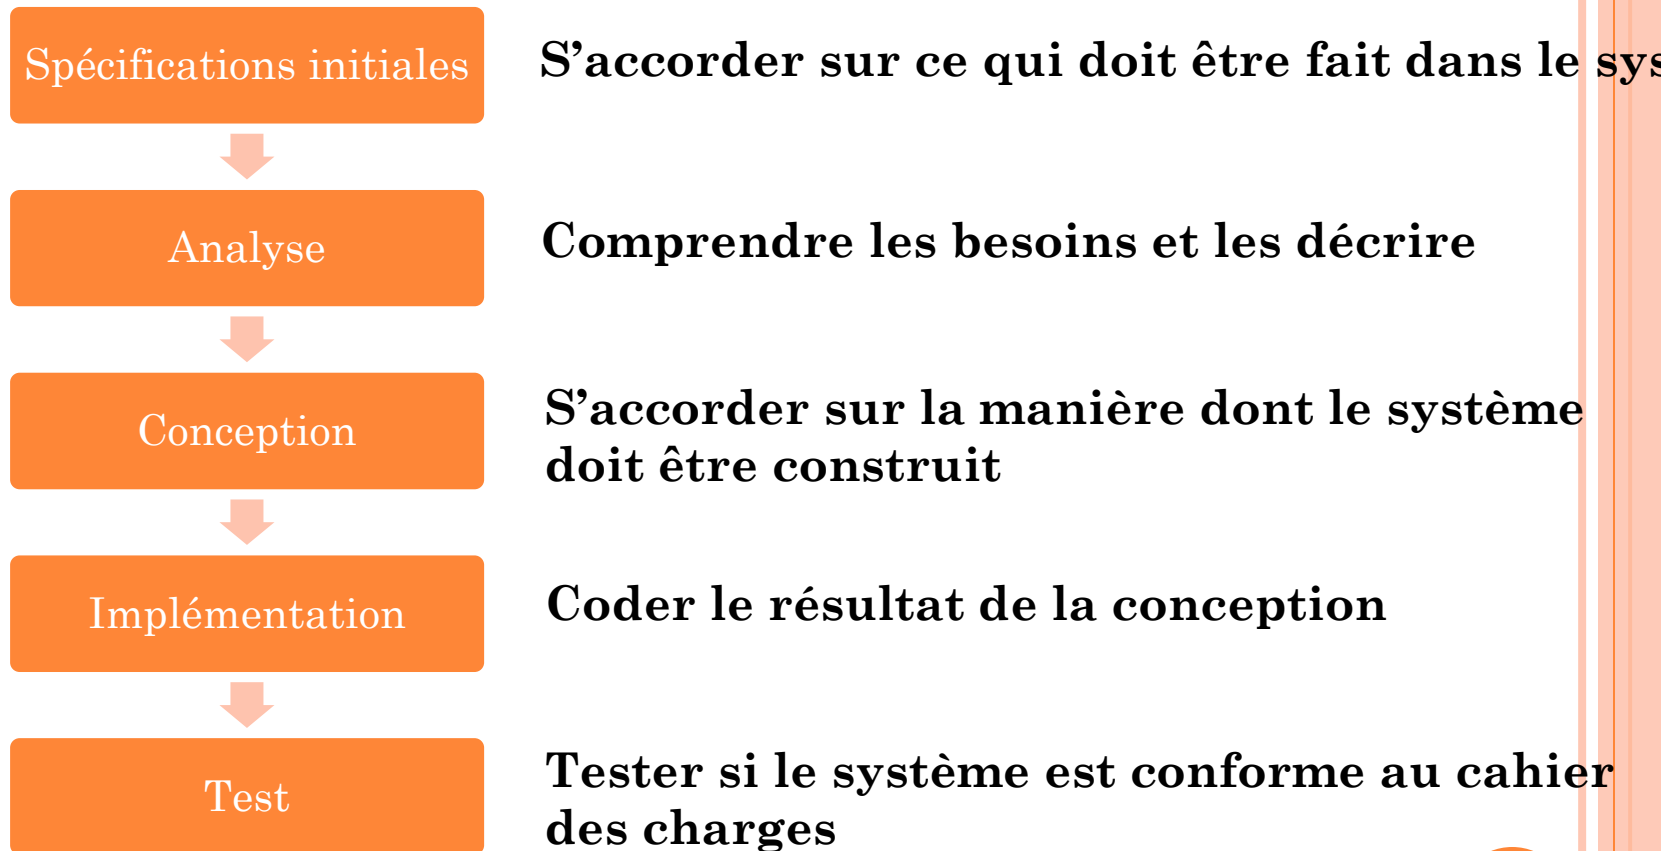 Spécifications initiales
S’accorder sur ce qui doit être fait dans le
Analyse
Comprendre les besoins et les décrire
Conception
S’accorder sur la manière dont le système
doit être construit
Implémentation
Coder le résultat de la conception
Test
Tester si le système est conforme au cahier
des charges